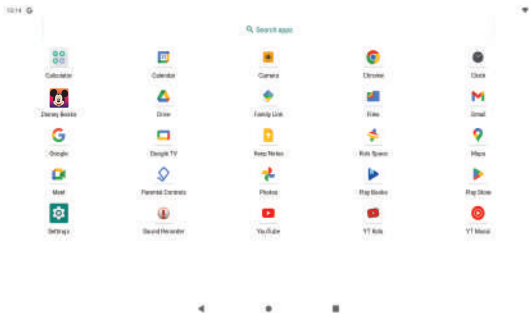 10:14 G
Search apps
Calculator Calendar Camera Chrome Clock
Disney Books Drive Family Link Files Gmail
Google Google TV Keep Notes Kids Space Maps
Meet Parental Controls Photos Play Books Play Store
Settings Sound Recorder YouTube YT Kids YT Music